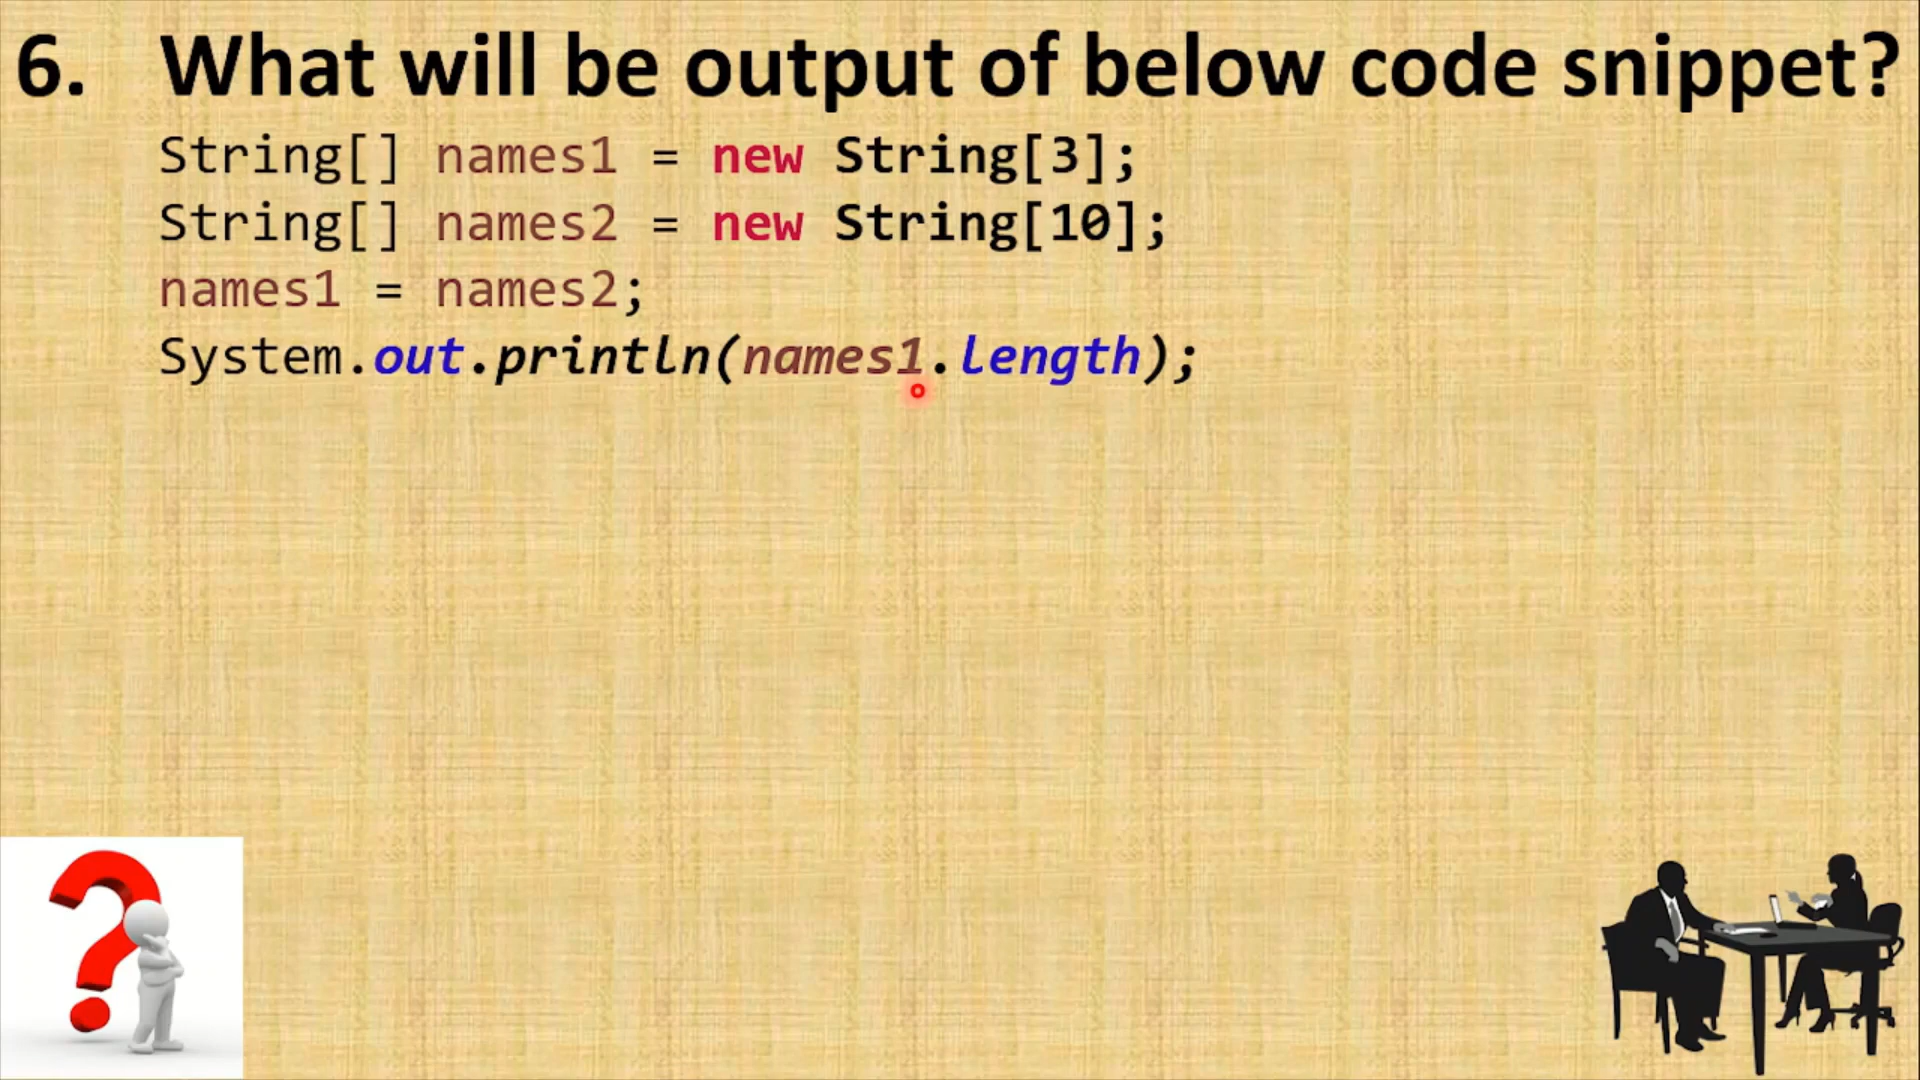 6. What will be output of below code snippet?
String[] names1 = new String[3];
String[] names2 = new String[10];
names1 = names2;
System.out.println(names1.length);